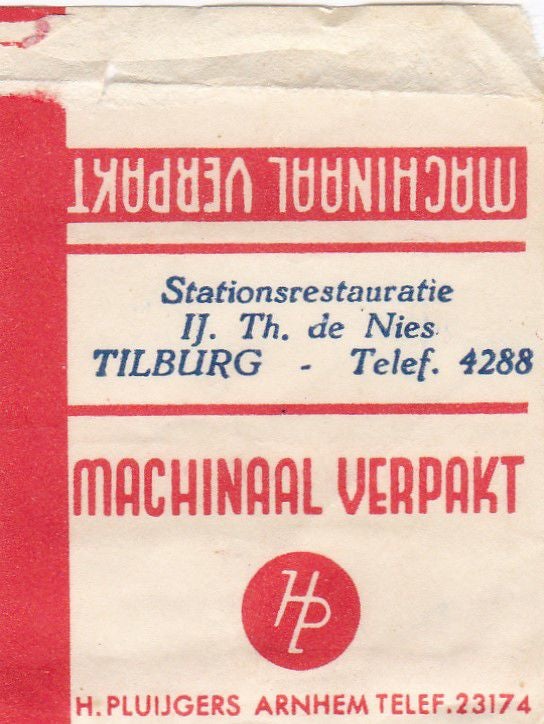 MACHINAAL VERPAKT
Stationsrestauratie
IJ. Th. de Nies
TILBURG - Telef. 4288
MACHINAAL VERPAKT
HP
H. PLUIJGERS ARNHEM TELEF. 23174